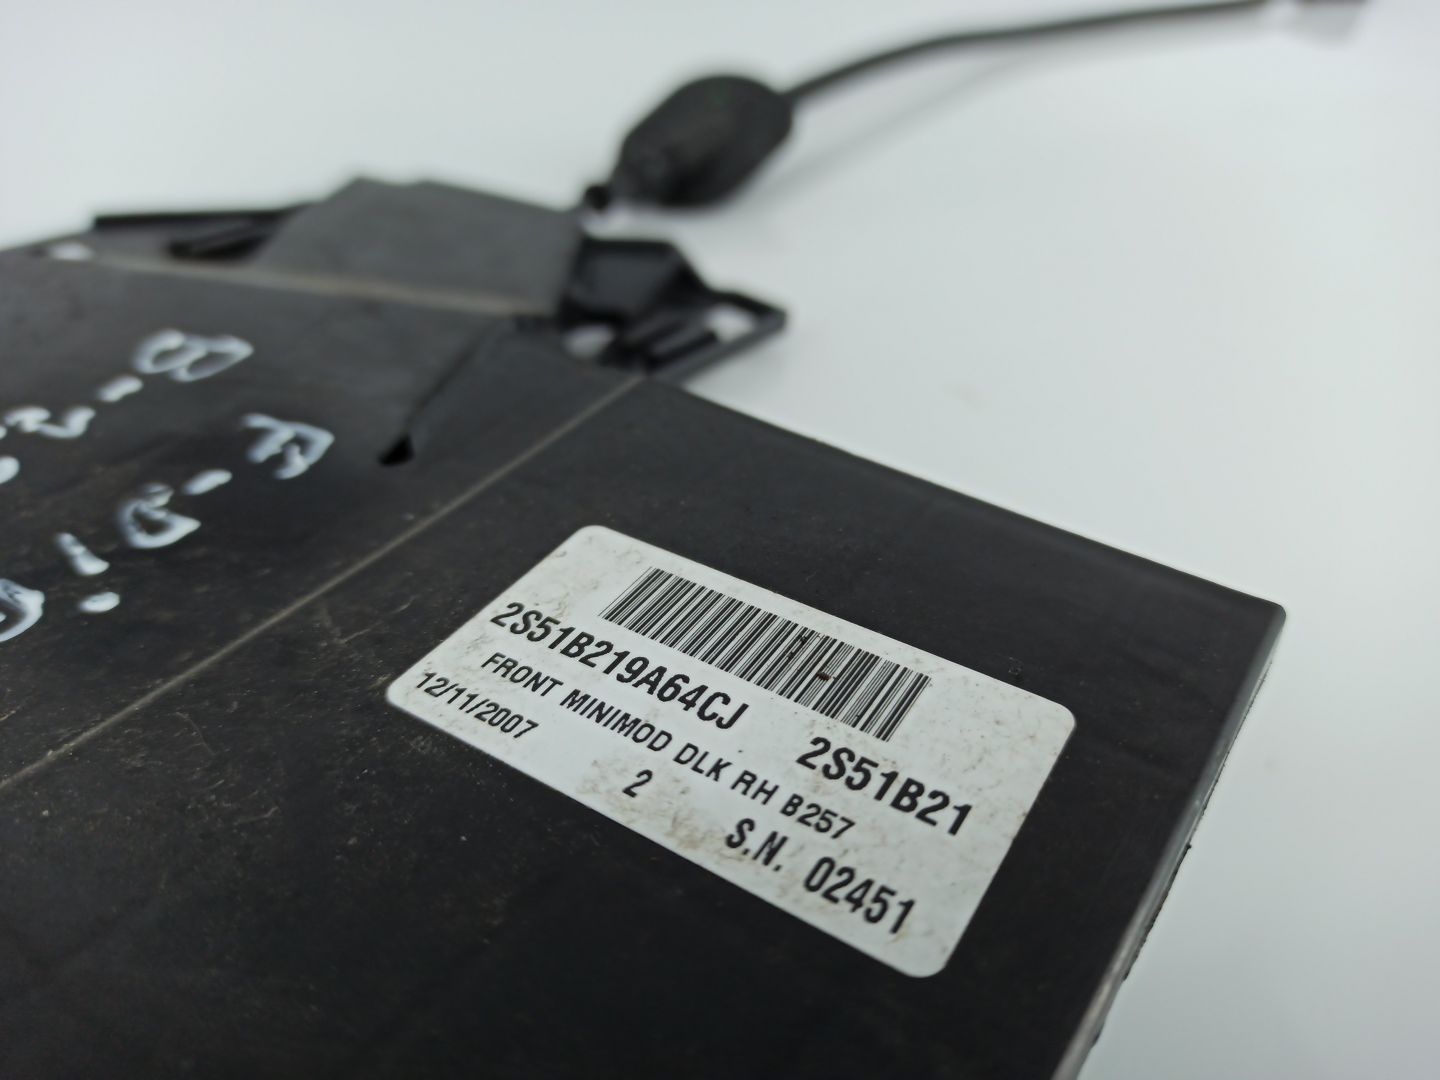 2S51B219A64CJ 2S51B21
FRONT MINIMOD DLK RH B257
12/11/2007 2
S.N. 02451